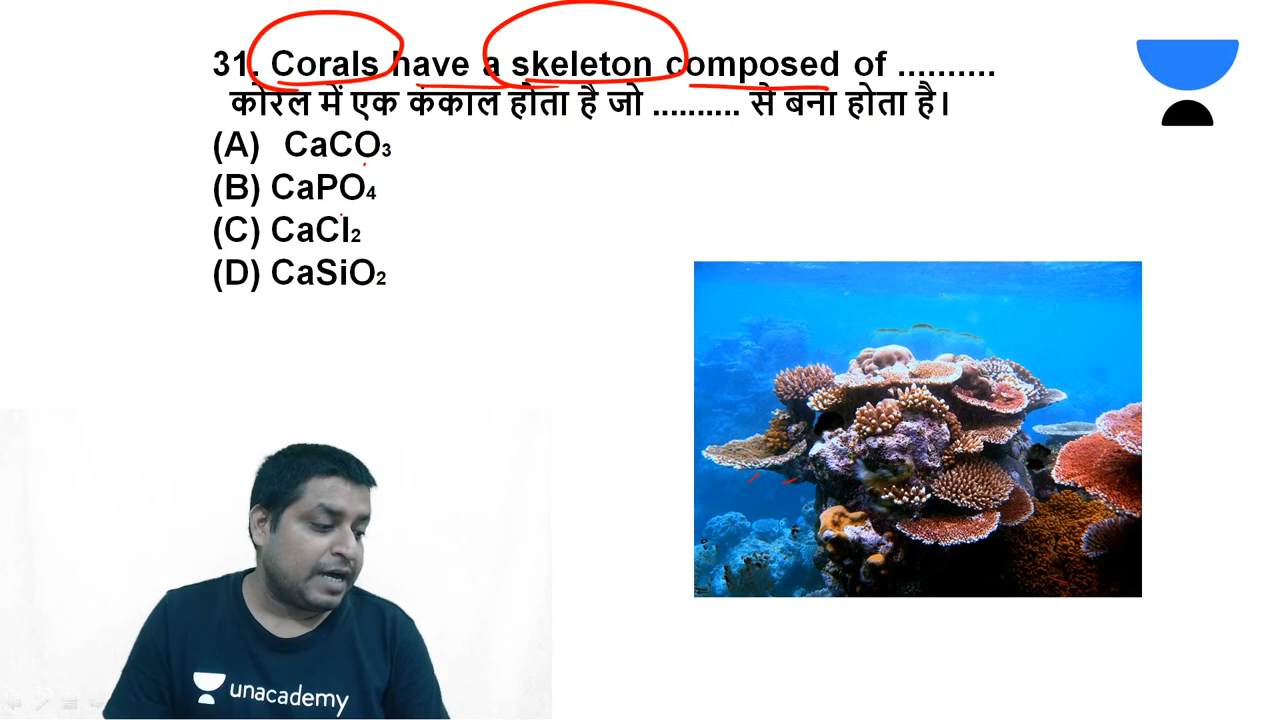 31. Corals have a skeleton composed of ..........
कोरल में एक कंकाल होता है जो .......... से बना होता है।
(A) CaCO₃
(B) CaPO₄
(C) CaCl₂
(D) CaSiO₂
unacademy